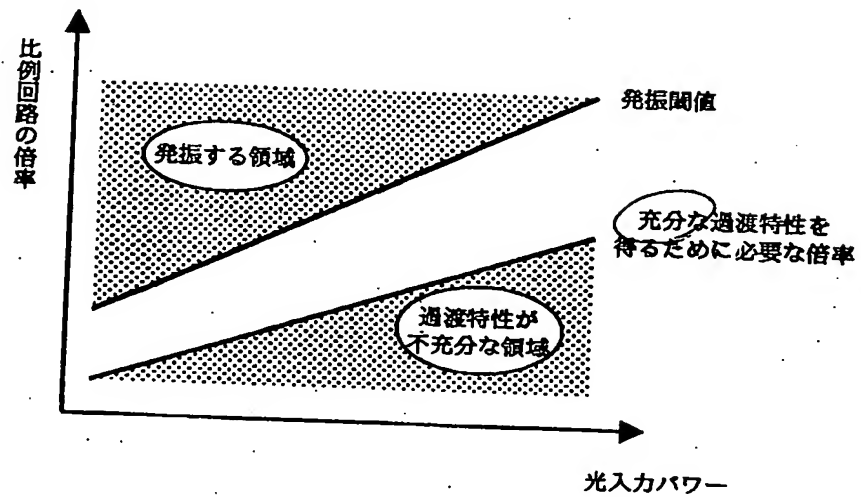 比例回路の倍率
発振閾値
発振する領域
充分な過渡特性を
得るために必要な倍率
過渡特性が
不充分な領域
光入力パワー